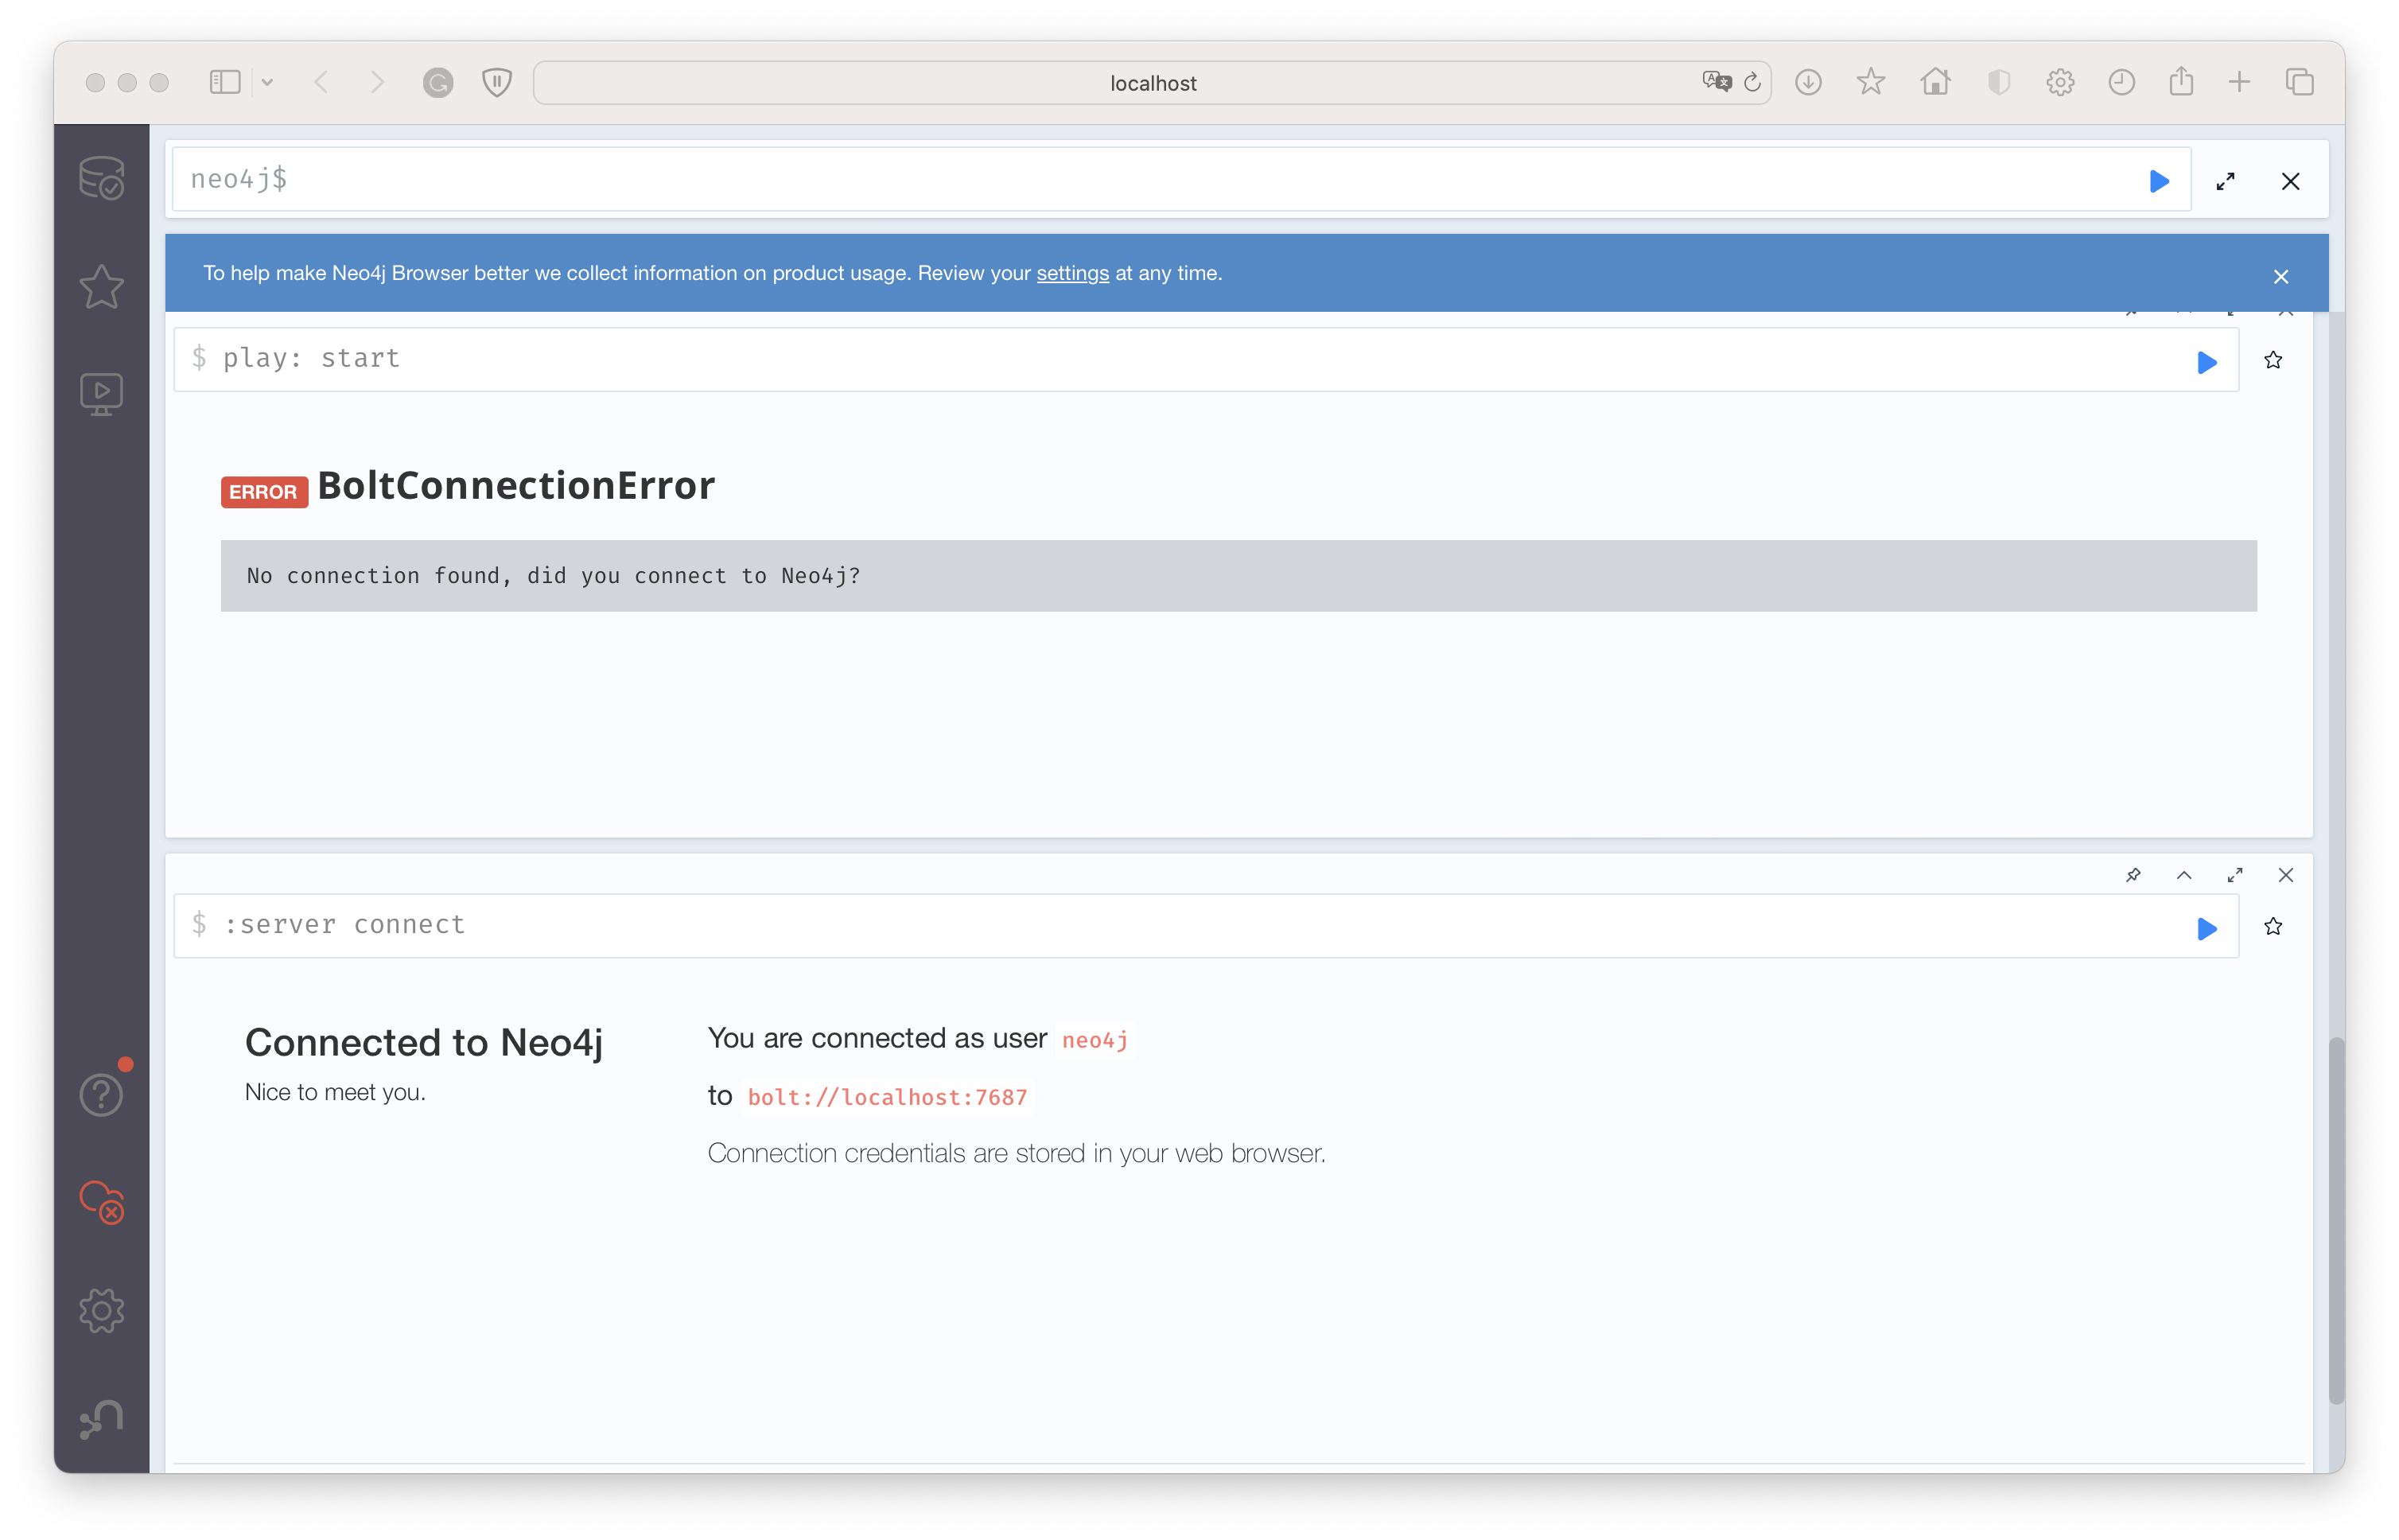 localhost
neo4j$
To help make Neo4j Browser better we collect information on product usage. Review your settings at any time.
$ play: start
ERROR BoltConnectionError
No connection found, did you connect to Neo4j?
$ :server connect
Connected to Neo4j
Nice to meet you.
You are connected as user neo4j
to bolt://localhost:7687
Connection credentials are stored in your web browser.